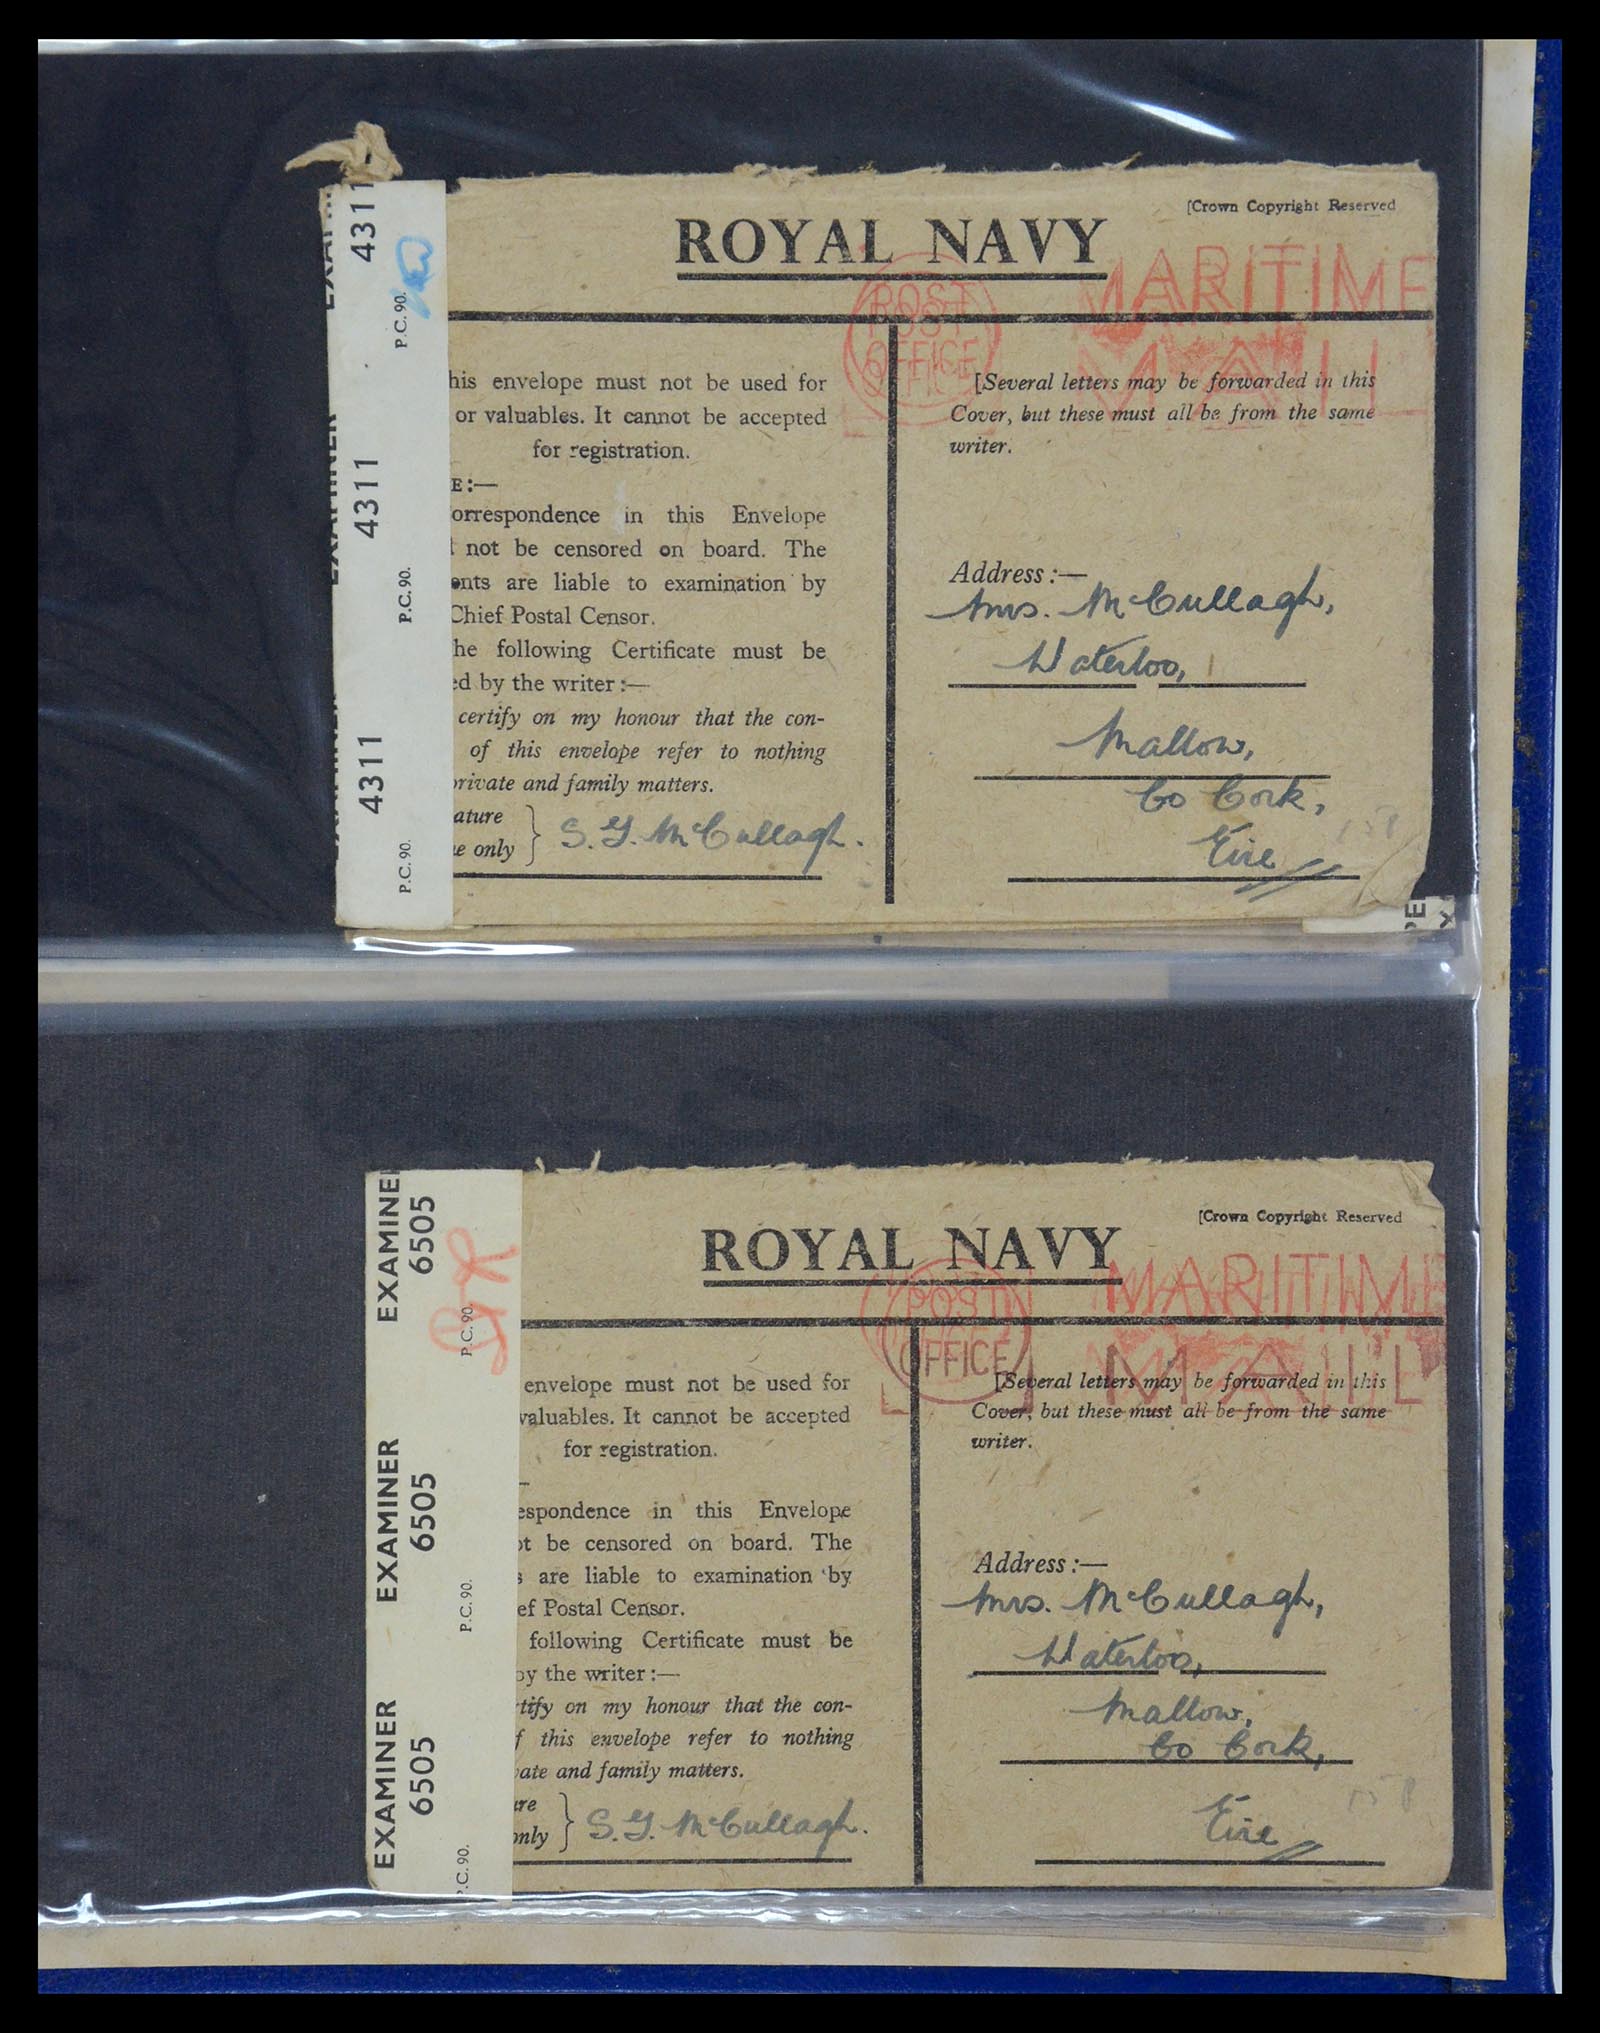 [Crown Copyright Reserved
ROYAL NAVY
POST
OFFICE
MARITIME
MAIL
EXAMINER
4311
P.C. 90.
EXAMINER
4311
P.C. 90.
EXAMINER
4311
P.C. 90.
his envelope must not be used for
or valuables. It cannot be accepted
for registration.
E:—
orrespondence in this Envelope
not be censored on board. The
ents are liable to examination by
Chief Postal Censor.
he following Certificate must be
ed by the writer:—
certify on my honour that the con-
of this envelope refer to nothing
private and family matters.
ature
e only
S. G. McCullagh.
[Several letters may be forwarded in this
Cover, but these must all be from the same
writer.
Address:—
Mrs. McCullagh,
Waterloo,
Mallow,
Co Cork,
Eire
[Crown Copyright Reserved
ROYAL NAVY
POST
OFFICE
MARITIME
MAIL
EXAMINER
6505
P.C. 90.
EXAMINER
6505
P.C. 90.
EXAMINER
6505
P.C. 90.
envelope must not be used for
valuables. It cannot be accepted
for registration.
espondence in this Envelope
ot be censored on board. The
s are liable to examination by
ef Postal Censor.
following Certificate must be
by the writer:—
tify on my honour that the con-
f this envelope refer to nothing
ate and family matters.
re
only
S. G. McCullagh.
[Several letters may be forwarded in this
Cover, but these must all be from the same
writer.
Address:—
Mrs. McCullagh,
Waterloo,
Mallow,
Co Cork,
Eire